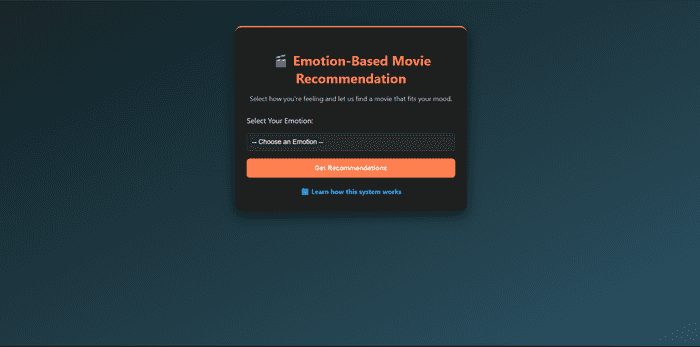 🎬 Emotion-Based Movie
Recommendation
Select how you're feeling and let us find a movie that fits your mood.
Select Your Emotion:
-- Choose an Emotion --
Get Recommendations
Learn how this system works